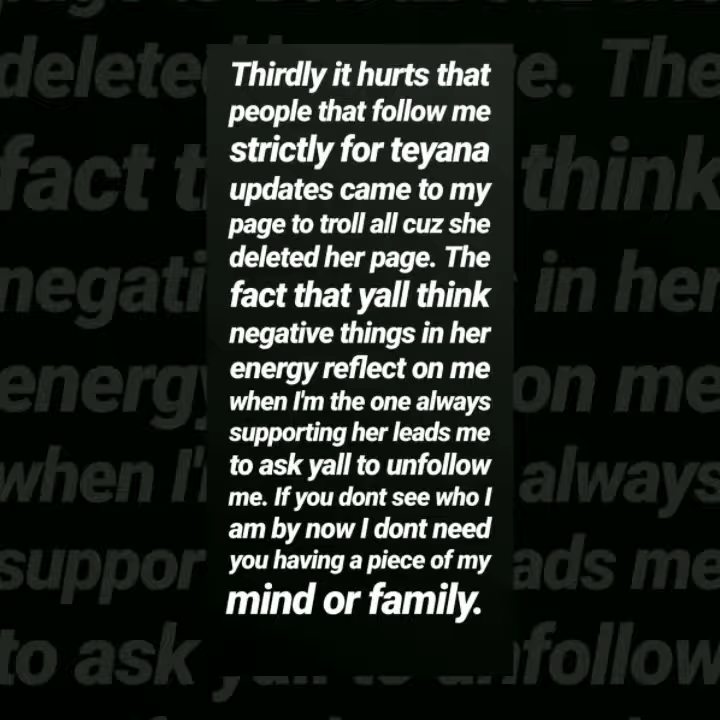 Thirdly it hurts that
people that follow me
strictly for teyana
updates came to my
page to troll all cuz she
deleted her page. The
fact that yall think
negative things in her
energy reflect on me
when I'm the one always
supporting her leads me
to ask yall to unfollow
me. If you dont see who I
am by now I dont need
you having a piece of my
mind or family.